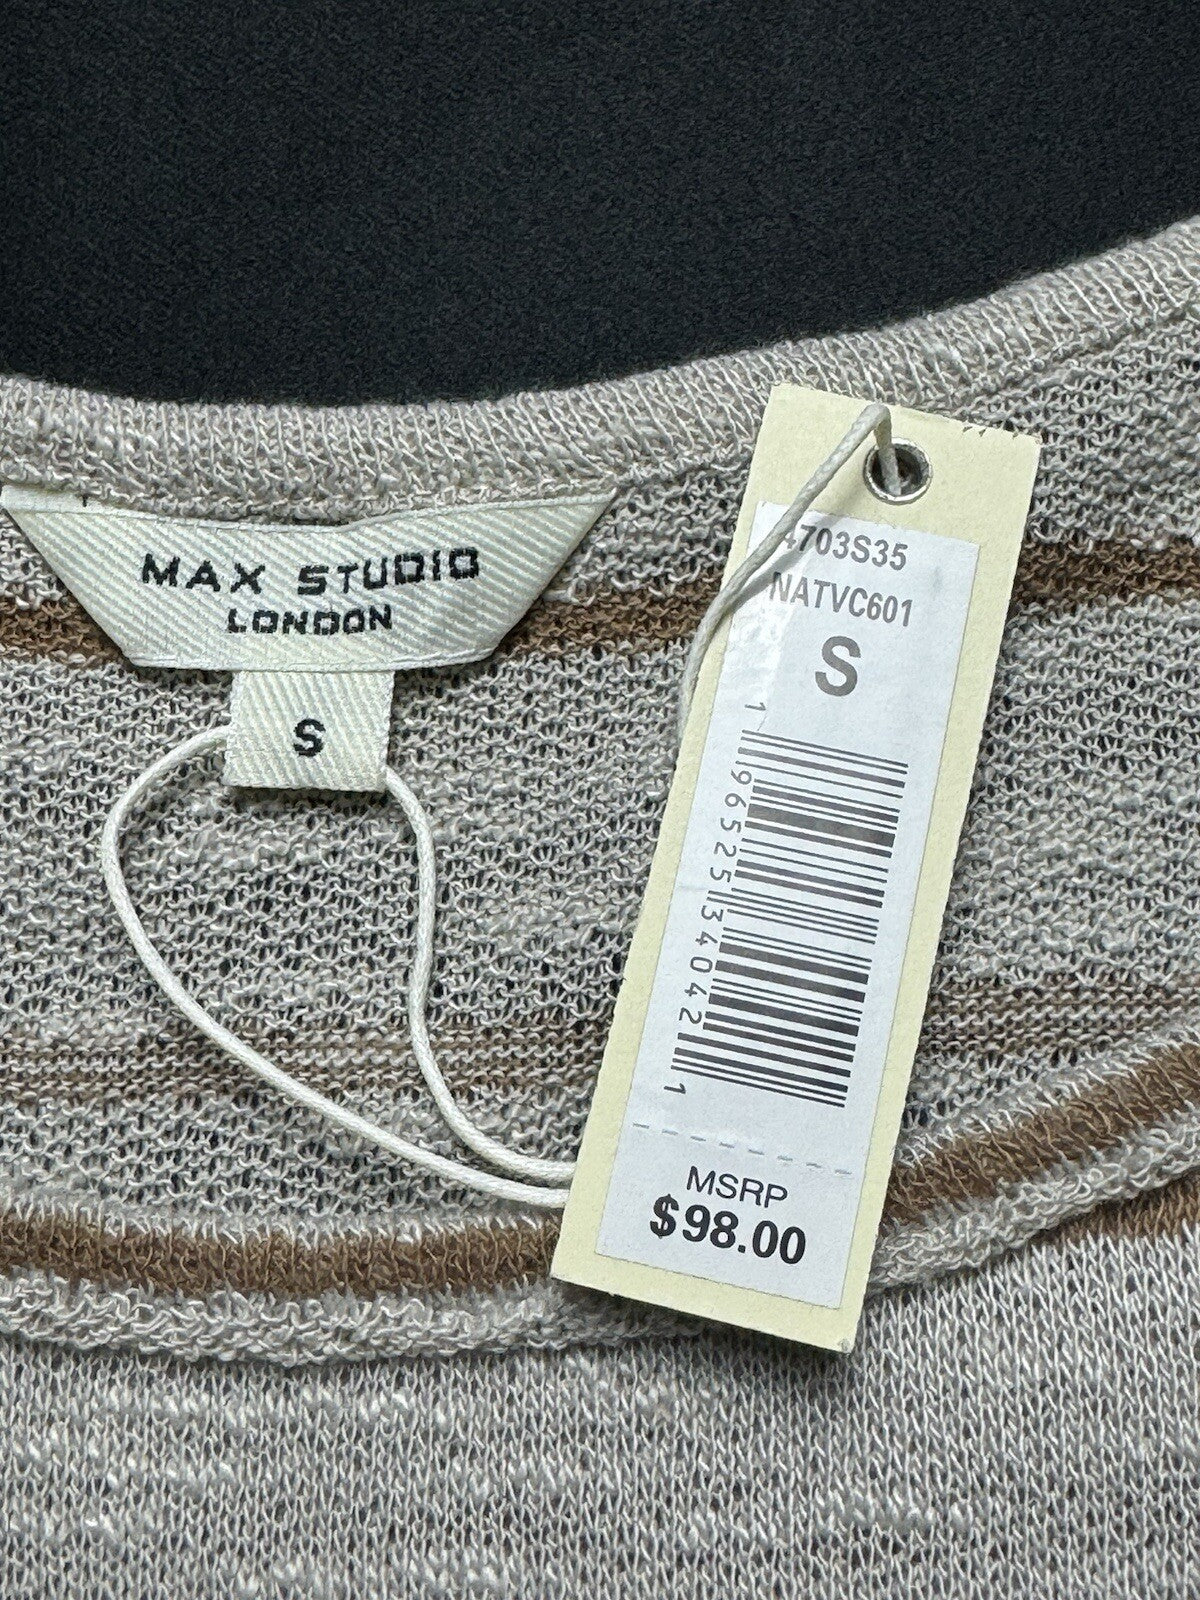 MAX STUDIO
LONDON
S
4703S35
NATVC601
S
1 96525 34042 1
MSRP
$98.00